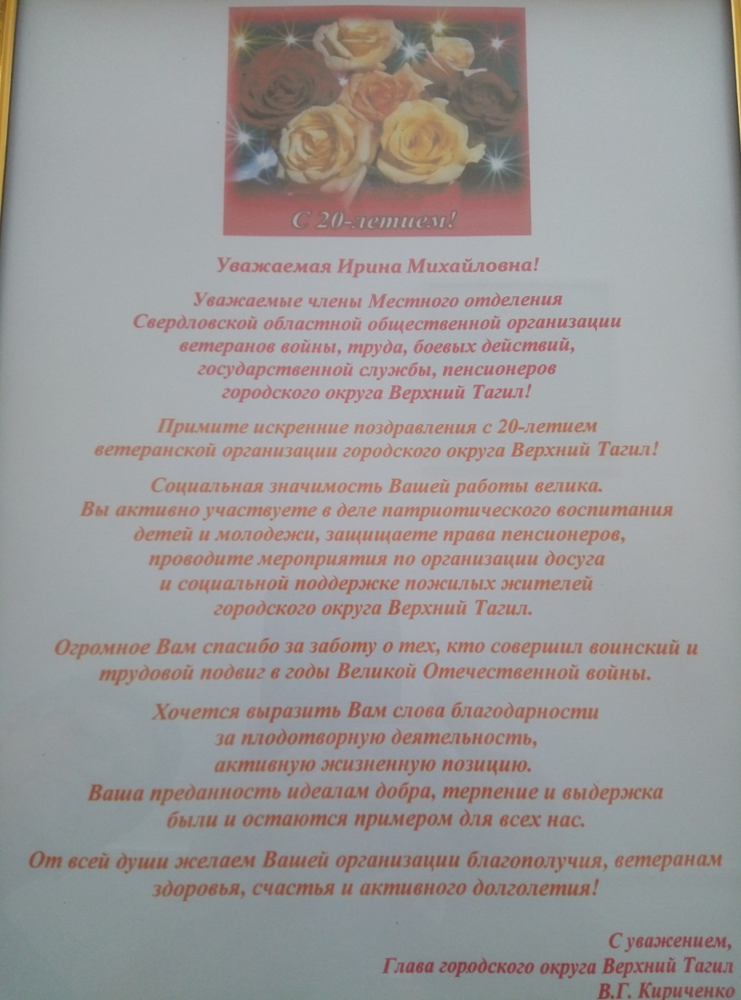 С 20-летием!
Уважаемая Ирина Михайловна!
Уважаемые члены Местного отделения
Свердловской областной общественной организации
ветеранов войны, труда, боевых действий,
государственной службы, пенсионеров
городского округа Верхний Тагил!
Примите искренние поздравления с 20-летием
ветеранской организации городского округа Верхний Тагил!
Социальная значимость Вашей работы велика.
Вы активно участвуете в деле патриотического воспитания
детей и молодежи, защищаете права пенсионеров,
проводите мероприятия по организации досуга
и социальной поддержке пожилых жителей
городского округа Верхний Тагил.
Огромное Вам спасибо за заботу о тех, кто совершил воинский и
трудовой подвиг в годы Великой Отечественной войны.
Хочется выразить Вам слова благодарности
за плодотворную деятельность,
активную жизненную позицию.
Ваша преданность идеалам добра, терпение и выдержка
были и остаются примером для всех нас.
От всей души желаем Вашей организации благополучия, ветеранам
здоровья, счастья и активного долголетия!
С уважением,
Глава городского округа Верхний Тагил
В.Г. Кириченко